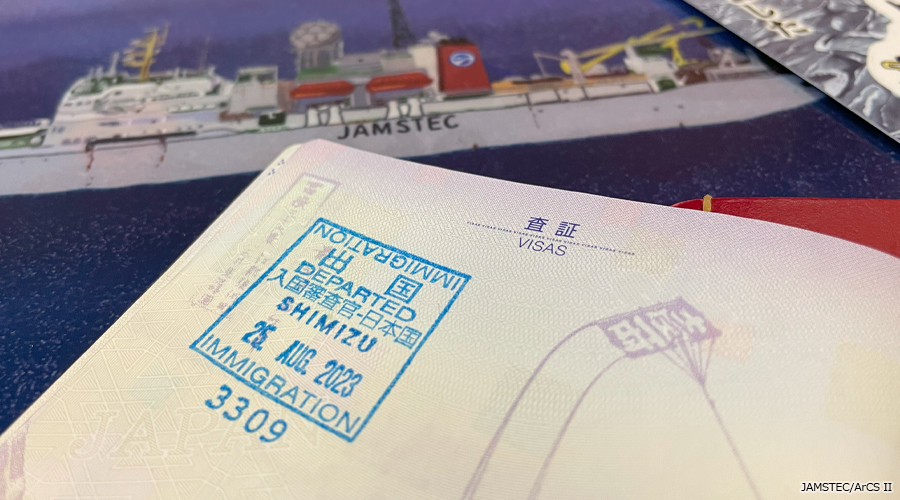 JAMSTEC
査証
VISAS
IMMIGRATION
出国
DEPARTED
入国審査官-日本国
SHIMIZU
25. AUG. 2023
IMMIGRATION
3309
JAPAN
JAMSTEC/ArCS II